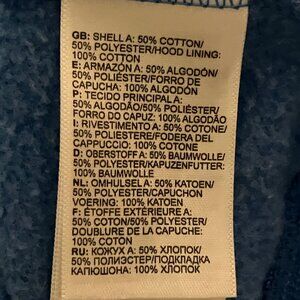 GB: SHELL A: 50% COTTON/
50% POLYESTER/HOOD LINING:
100% COTTON
E: ARMAZÓN A: 50% ALGODÓN/
50% POLIÉSTER/FORRO DE
CAPUCHA: 100% ALGODÓN
P: TECIDO PRINCIPAL A:
50% ALGODÃO/50% POLIÉSTER/
FORRO DO CAPUZ: 100% ALGODÃO
I: RIVESTIMENTO A: 50% COTONE/
50% POLIESTERE/FODERA DEL
CAPPUCCIO: 100% COTONE
D: OBERSTOFF A: 50% BAUMWOLLE/
50% POLYESTER/KAPUZENFUTTER:
100% BAUMWOLLE
NL: OMHULSEL A: 50% KATOEN/
50% POLYESTER/CAPUCHON
VOERING: 100% KATOEN
F: ÉTOFFE EXTÉRIEURE A:
50% COTON/50% POLYESTER/
DOUBLURE DE LA CAPUCHE:
100% COTON
RU: КОЖУХ А: 50% ХЛОПОК/
50% ПОЛИЭСТЕР/ПОДКЛАДКА
КАПЮШОНА: 100% ХЛОПОК